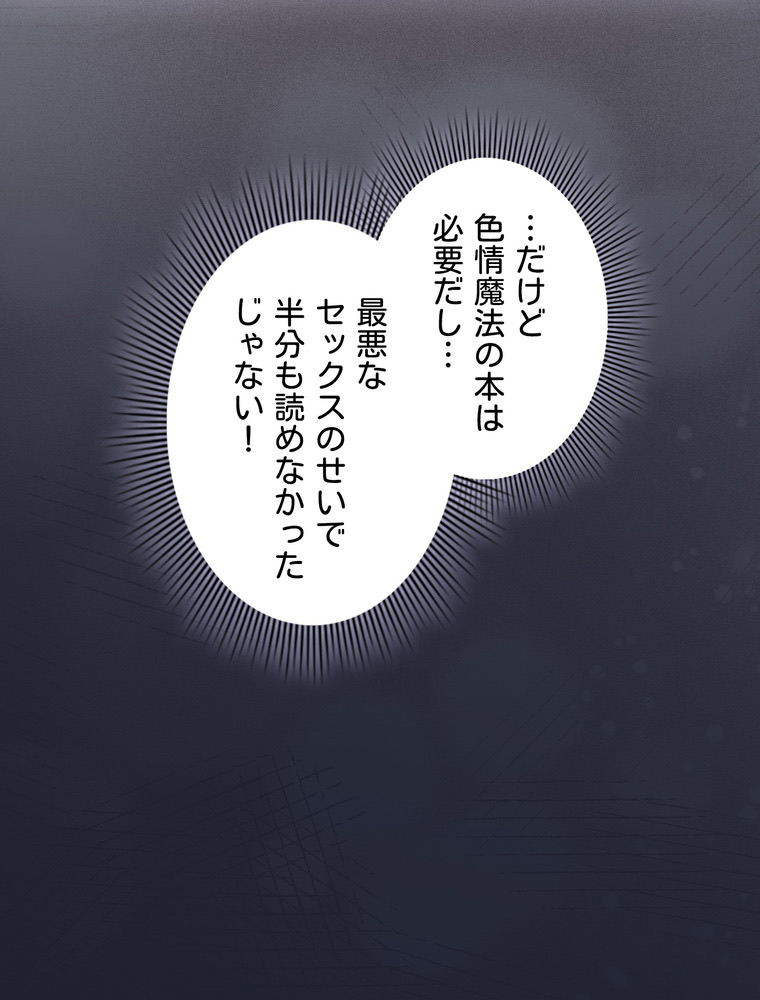 …だけど
色情魔法の本は
必要だし…
最悪な
セックスのせいで
半分も読めなかった
じゃない！